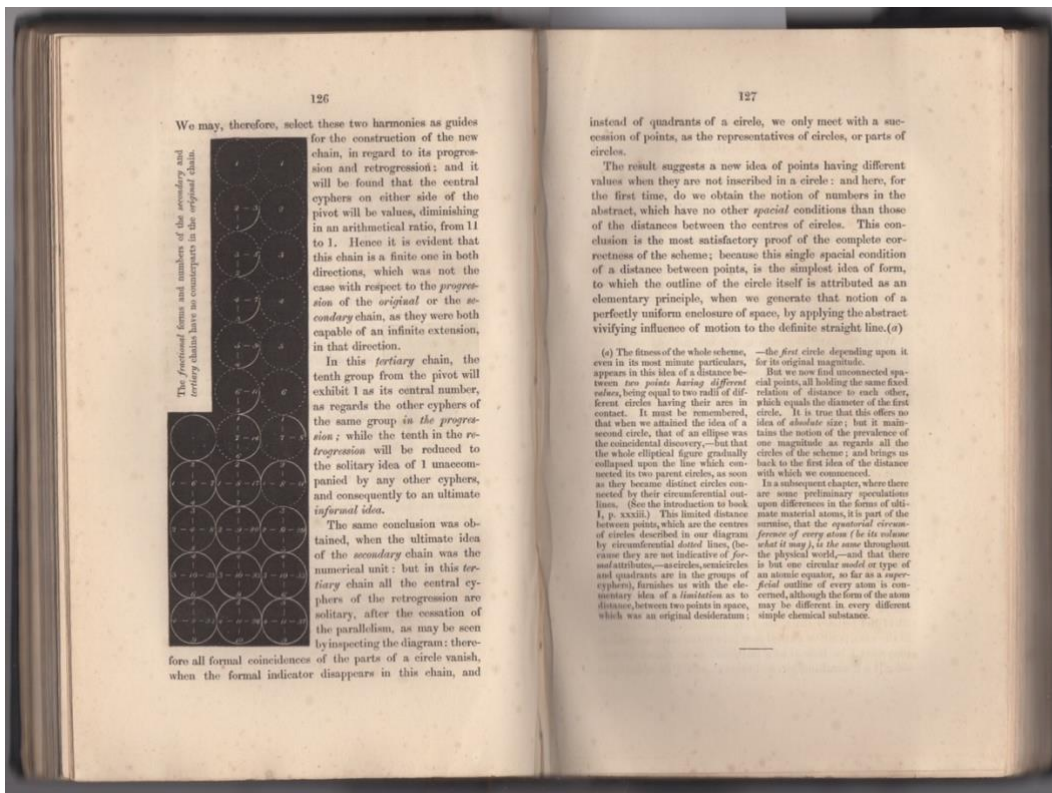 126
We may, therefore, select these two harmonies as guides
for the construction of the new
chain, in regard to its progres-
sion and retrogression; and it
will be found that the central
cyphers on either side of the
pivot will be values, diminishing
in an arithmetical ratio, from 11
to 1. Hence it is evident that
this chain is a finite one in both
directions, which was not the
case with respect to the progres-
sion of the original or the se-
condary chain, as they were both
capable of an infinite extension,
in that direction.
In this tertiary chain, the
tenth group from the pivot will
exhibit 1 as its central number,
as regards the other cyphers of
the same group in the progres-
sion; while the tenth in the re-
trogression will be reduced to
the solitary idea of 1 unaccom-
panied by any other cyphers,
and consequently to an ultimate
informal idea.
The same conclusion was ob-
tained, when the ultimate idea
of the secondary chain was the
numerical unit: but in this ter-
tiary chain all the central cy-
phers of the retrogression are
solitary, after the cessation of
the parallelism, as may be seen
by inspecting the diagram: there-
fore all formal coincidences of the parts of a circle vanish,
when the formal indicator disappears in this chain, and
The fractional forms and numbers of the secondary and
tertiary chains have no counterparts in the original chain.
127
instead of quadrants of a circle, we only meet with a suc-
cession of points, as the representatives of circles, or parts of
circles.
The result suggests a new idea of points having different
values when they are not inscribed in a circle: and here, for
the first time, do we obtain the notion of numbers in the
abstract, which have no other spacial conditions than those
of the distances between the centres of circles. This con-
clusion is the most satisfactory proof of the complete cor-
rectness of the scheme; because this single spacial condition
of a distance between points, is the simplest idea of form,
to which the outline of the circle itself is attributed as an
elementary principle, when we generate that notion of a
perfectly uniform enclosure of space, by applying the abstract
vivifying influence of motion to the definite straight line.(a)
(a) The fitness of the whole scheme,
even in its most minute particulars,
appears in this idea of a distance be-
tween two points having different
values, being equal to two radii of dif-
ferent circles having their arcs in
contact. It must be remembered,
that when we attained the idea of a
second circle, that of an ellipse was
the coincidental discovery,—but that
the whole elliptical figure gradually
collapsed upon the line which con-
nected its two parent circles, as soon
as they became distinct circles con-
nected by their circumferential out-
lines. (See the introduction to book
I, p. xxxiii.) This limited distance
between points, which are the centres
of circles described in our diagram
by circumferential dotted lines, (be-
cause they are not indicative of for-
mal attributes,—as circles, semicircles
and quadrants are in the groups of
cyphers), furnishes us with the ele-
mentary idea of a limitation as to
distance, between two points in space,
which was an original desideratum;
—the first circle depending upon it
for its original magnitude.
But we now find unconnected spa-
cial points, all holding the same fixed
relation of distance to each other,
which equals the diameter of the first
circle. It is true that this offers no
idea of absolute size; but it main-
tains the notion of the prevalence of
one magnitude as regards all the
circles of the scheme; and brings us
back to the first idea of the distance
with which we commenced.
In a subsequent chapter, where there
are some preliminary speculations
upon differences in the forms of ulti-
mate material atoms, it is part of the
surmise, that the equatorial circum-
ference of every atom (be its volume
what it may), is the same throughout
the physical world,—and that there
is but one circular model or type of
an atomic equator, so far as a super-
ficial outline of every atom is con-
cerned, although the form of the atom
may be different in every different
simple chemical substance.